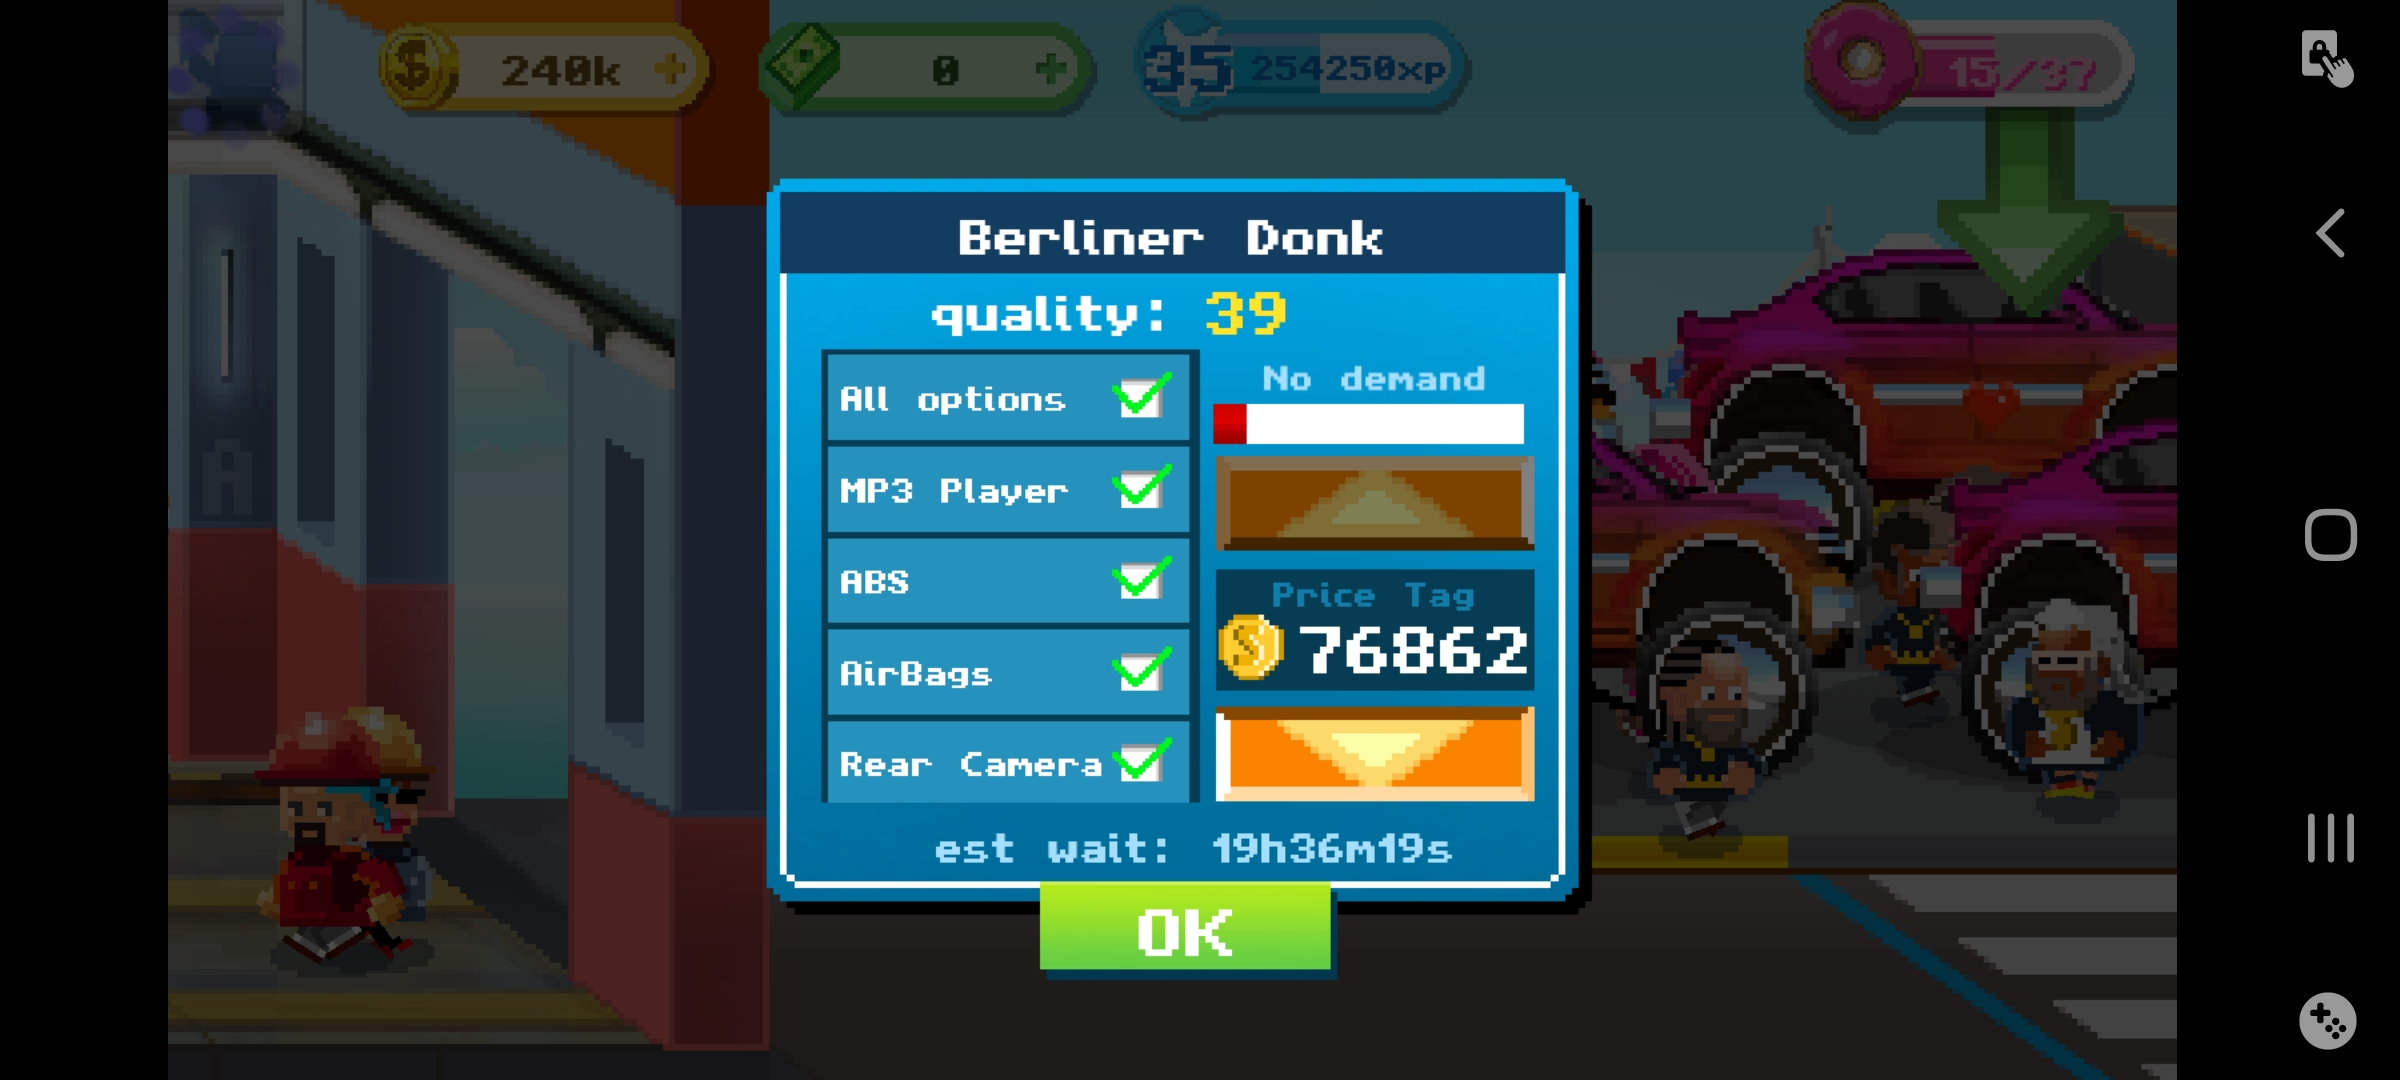 240k
0
35
254250xp
15/37
Berliner Donk
quality: 39
All options
MP3 Player
ABS
AirBags
Rear Camera
No demand
Price Tag
76862
est wait: 19h36m19s
OK
A